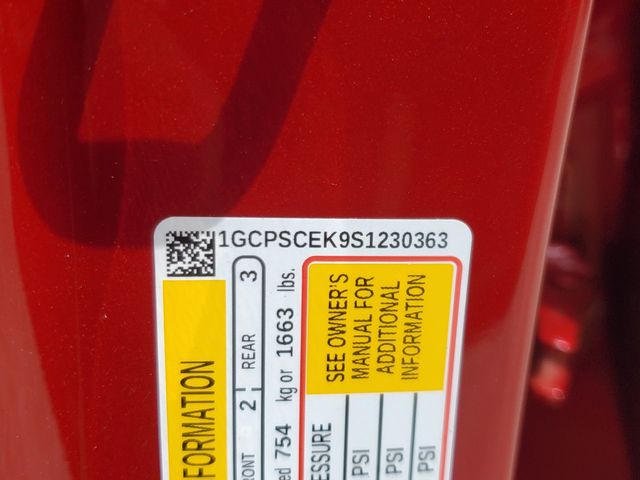 1GCPSCEK9S1230363
FORMATION
FRONT 2 REAR 3
ed 754 kg or 1663 lbs.
ESSURE
SEE OWNER'S
MANUAL FOR
ADDITIONAL
INFORMATION
PSI
PSI
PSI